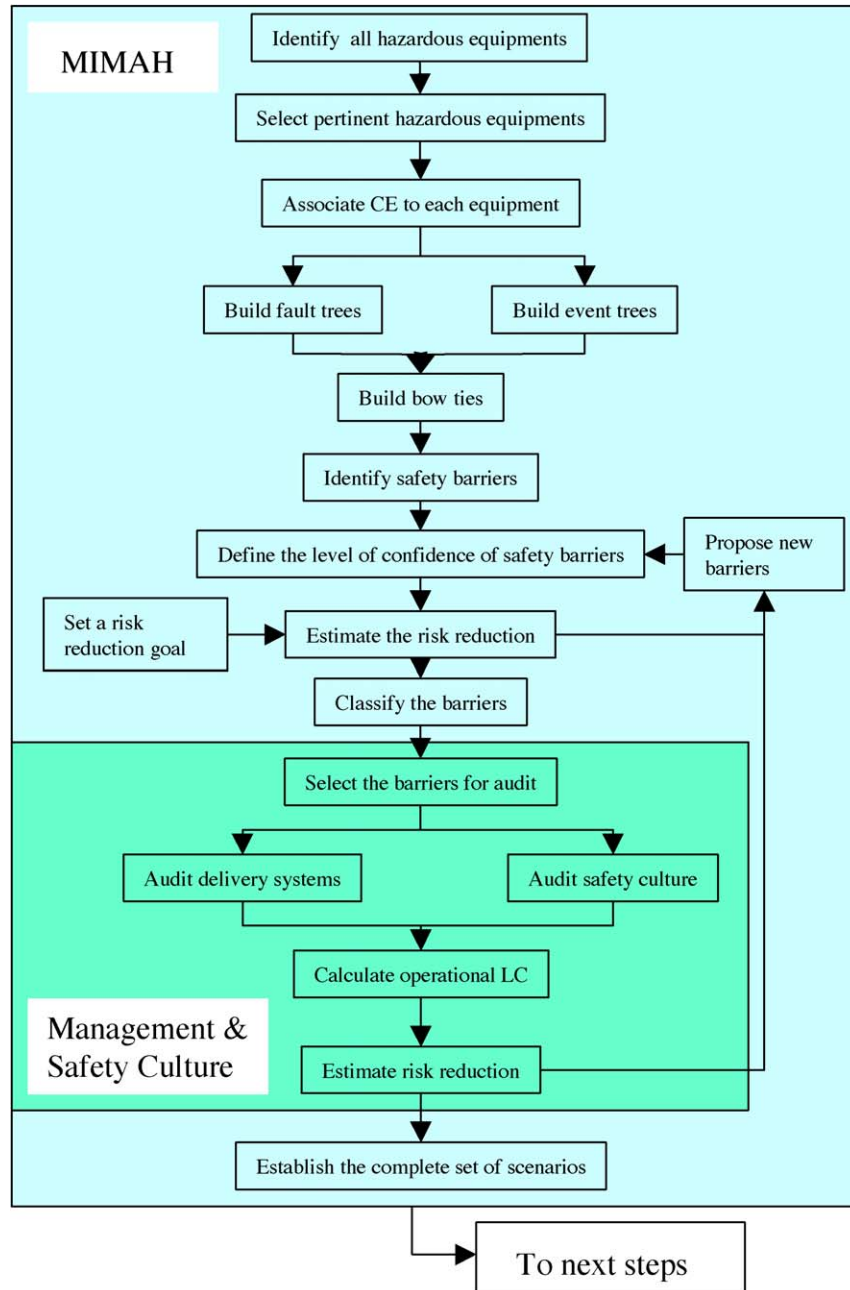 Identify all hazardous equipments
MIMAH
Select pertinent hazardous equipments
Associate CE to each equipment
Build fault trees
Build event trees
Build bow ties
Identify safety barriers
Define the level of confidence of safety barriers
Propose new
barriers
Set a risk
reduction goal
Estimate the risk reduction
Classify the barriers
Select the barriers for audit
Audit delivery systems
Audit safety culture
Calculate operational LC
Management &
Safety Culture
Estimate risk reduction
Establish the complete set of scenarios
To next steps